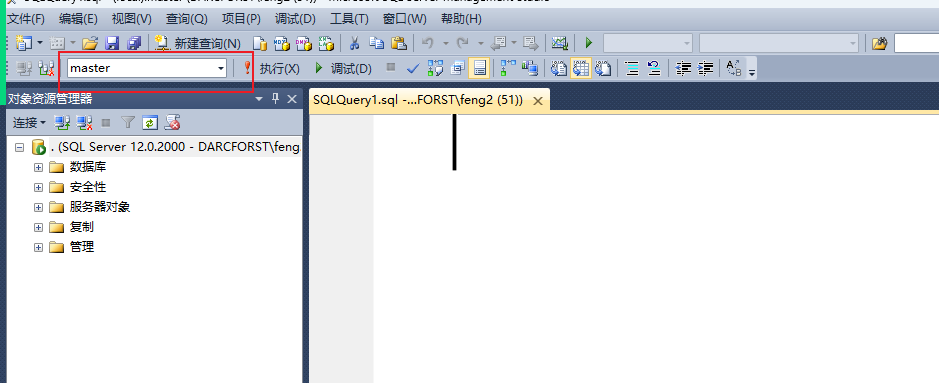 文件(F) 编辑(E) 视图(V) 查询(Q) 项目(P) 调试(D) 工具(T) 窗口(W) 帮助(H)
新建查询(N)
master 执行(X) 调试(D)
对象资源管理器
SQLQuery1.sql -...FORST\feng2 (51))
连接
. (SQL Server 12.0.2000 - DARCFORST\feng
数据库
安全性
服务器对象
复制
管理